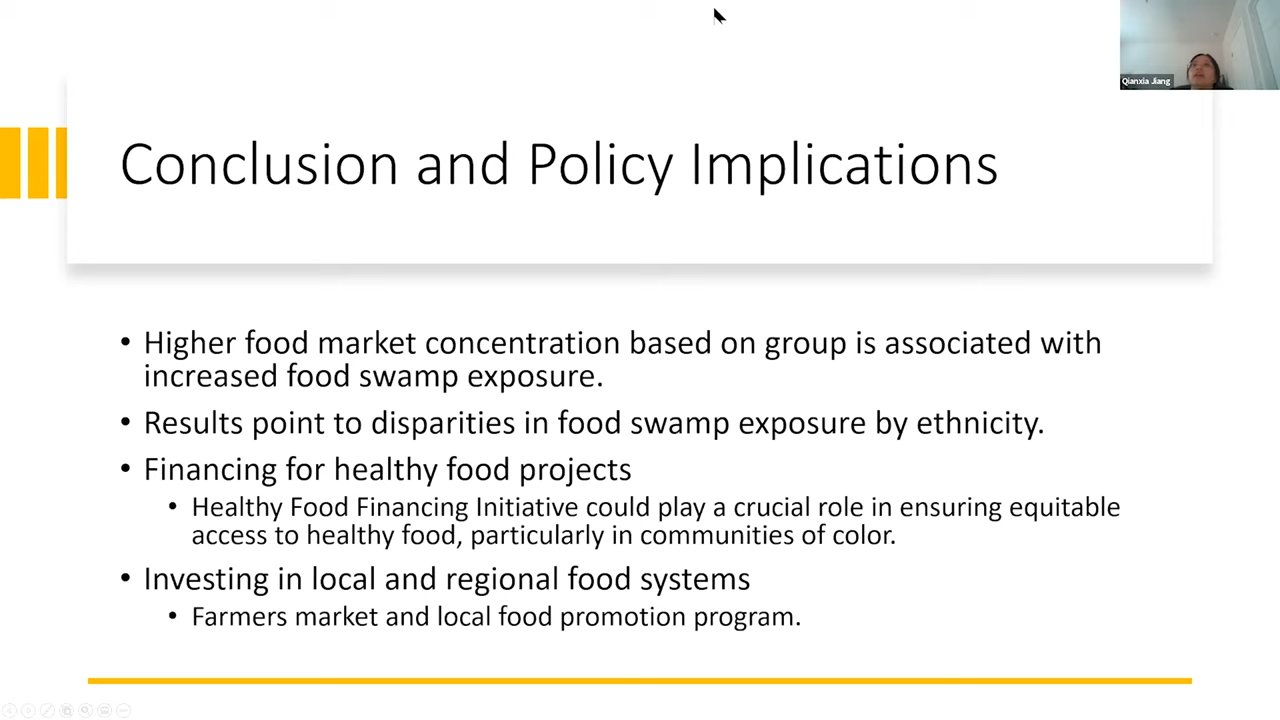 Qianxia Jiang
Conclusion and Policy Implications
• Higher food market concentration based on group is associated with
increased food swamp exposure.
• Results point to disparities in food swamp exposure by ethnicity.
• Financing for healthy food projects
• Healthy Food Financing Initiative could play a crucial role in ensuring equitable
access to healthy food, particularly in communities of color.
• Investing in local and regional food systems
• Farmers market and local food promotion program.